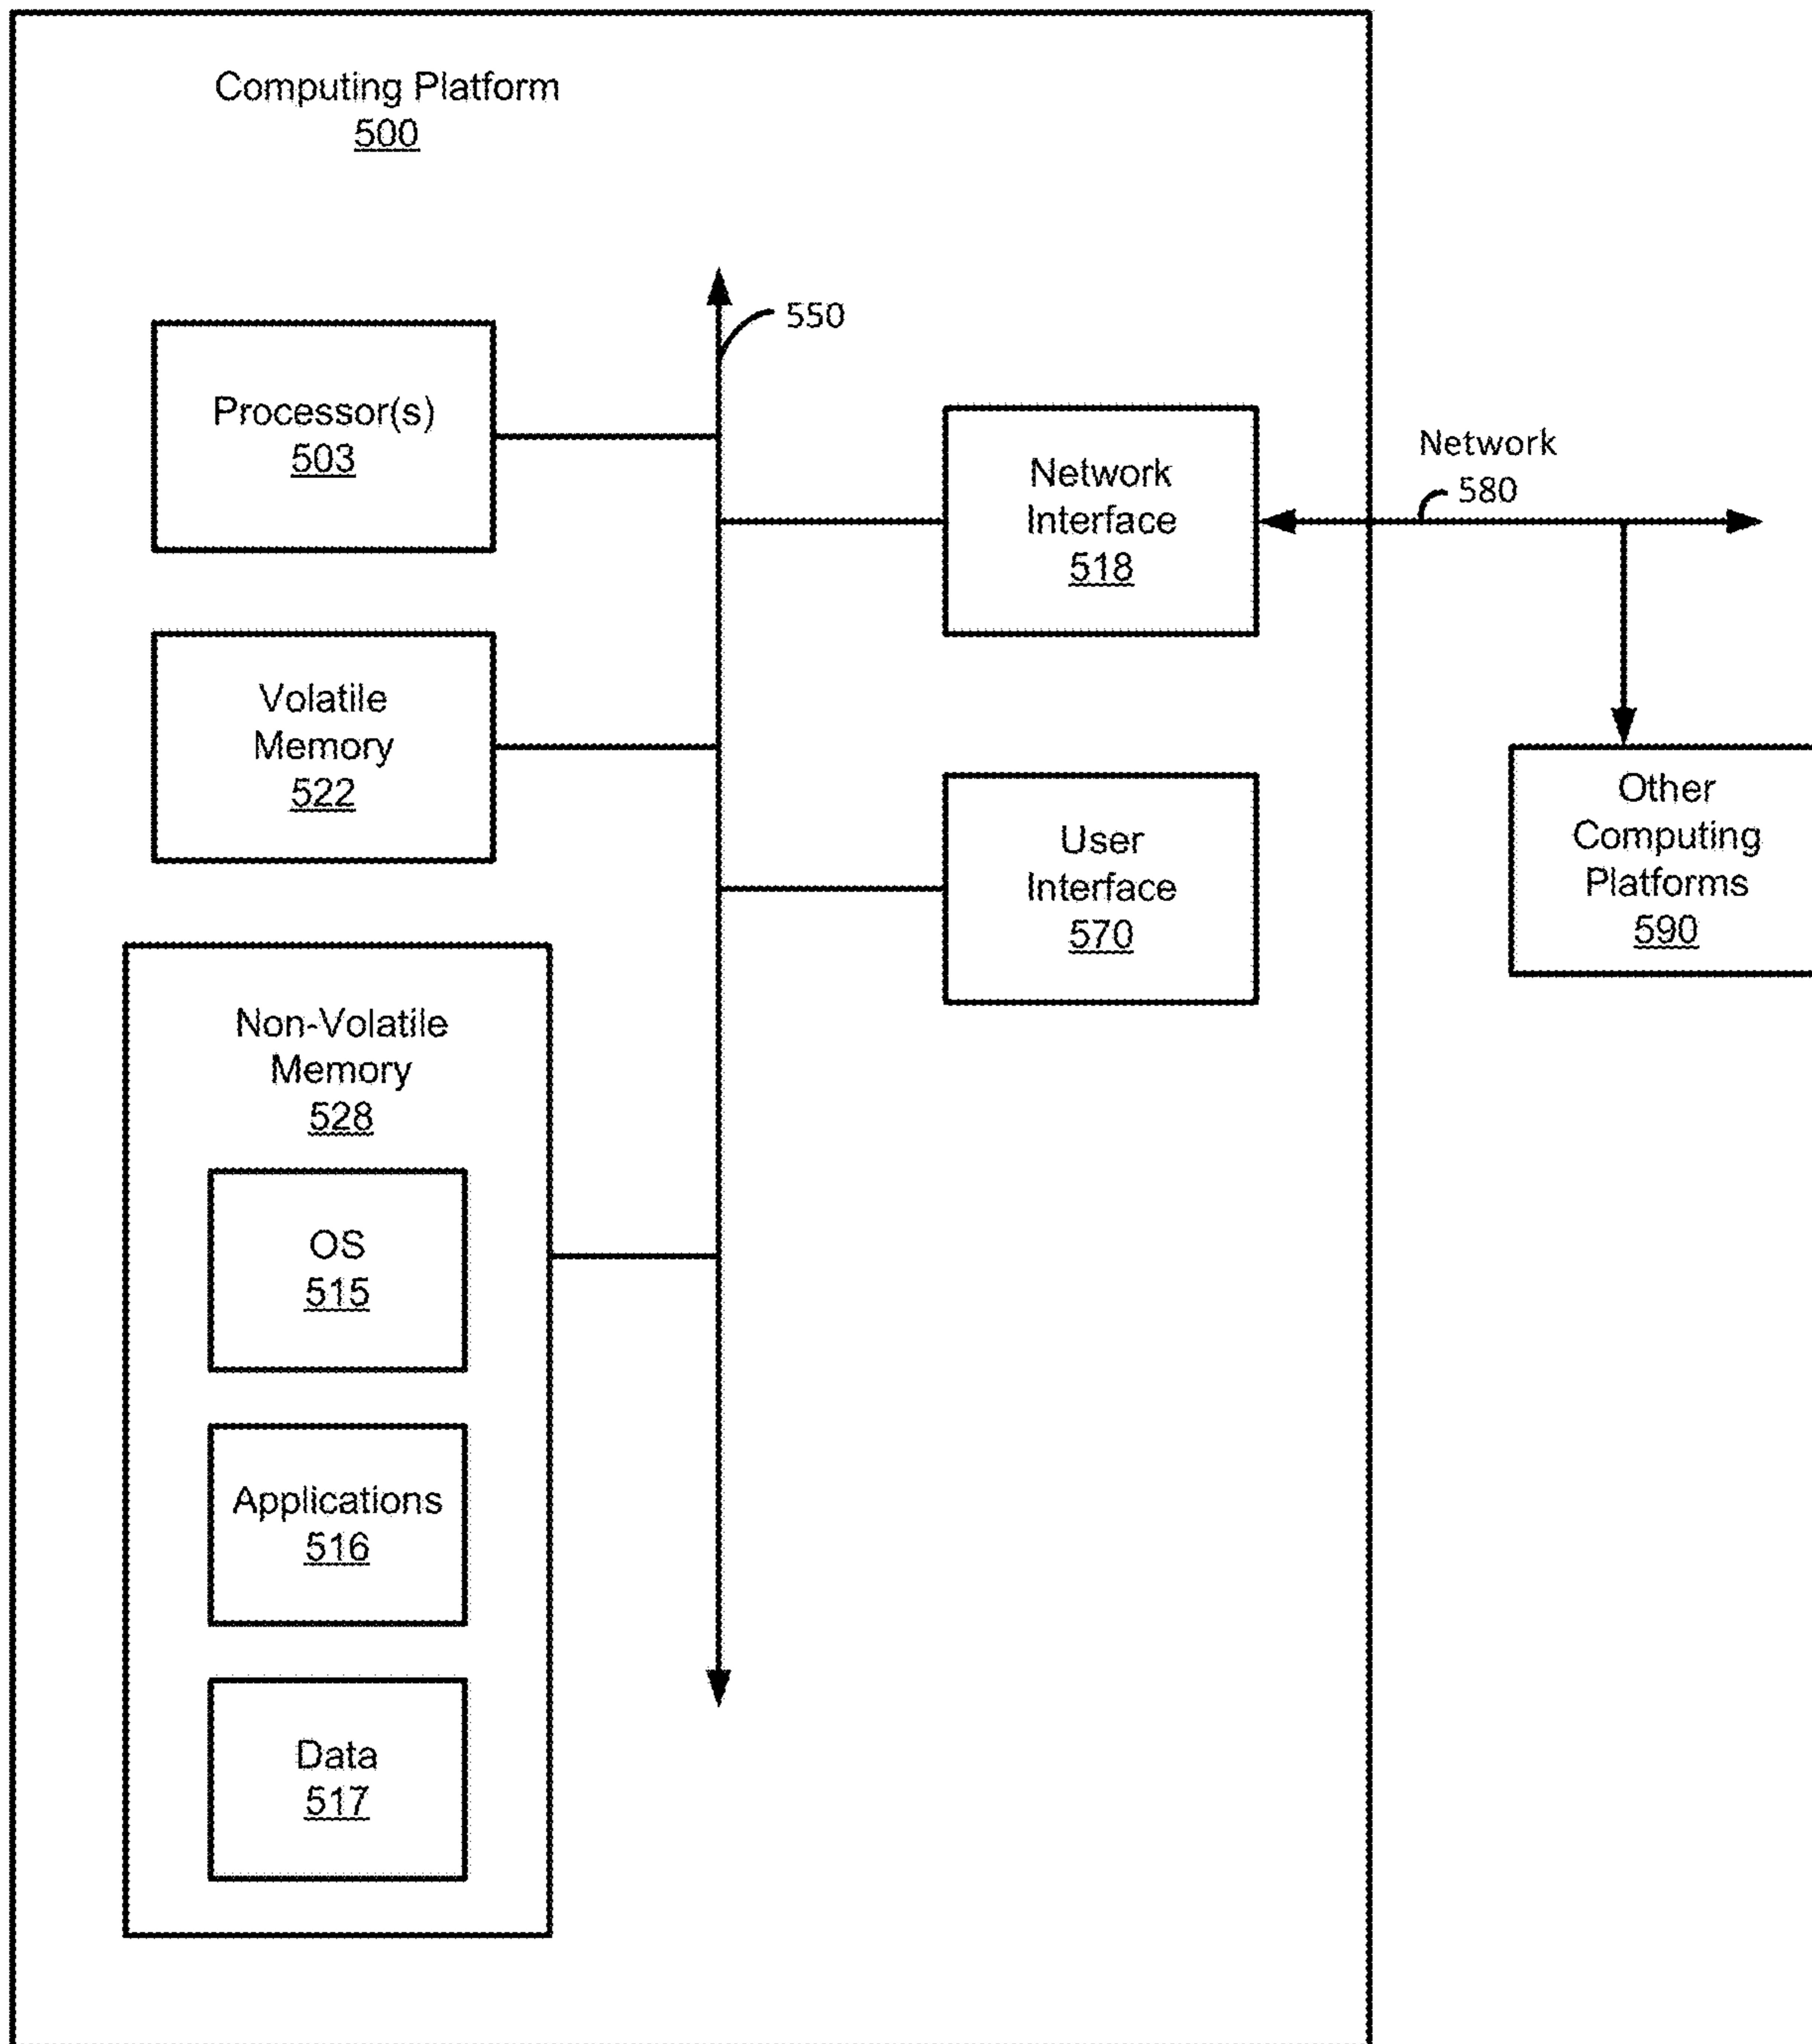 Computing Platform
500
550
Processor(s)
503
Network
Interface
518
Network
580
Volatile
Memory
522
User
Interface
570
Other
Computing
Platforms
590
Non-Volatile
Memory
528
OS
515
Applications
516
Data
517